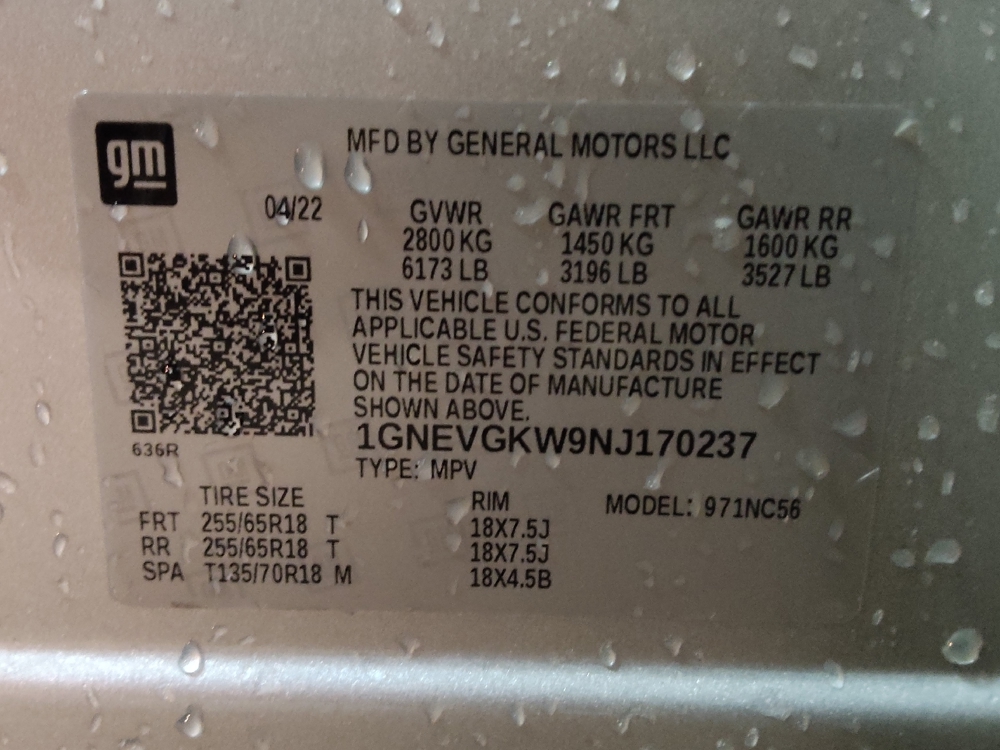 gm
MFD BY GENERAL MOTORS LLC
04/22 GVWR GAWR FRT GAWR RR
2800 KG 1450 KG 1600 KG
6173 LB 3196 LB 3527 LB
THIS VEHICLE CONFORMS TO ALL
APPLICABLE U.S. FEDERAL MOTOR
VEHICLE SAFETY STANDARDS IN EFFECT
ON THE DATE OF MANUFACTURE
SHOWN ABOVE.
1GNEVGKW9NJ170237
636R
TYPE: MPV
TIRE SIZE RIM MODEL: 971NC56
FRT 255/65R18 T 18X7.5J
RR 255/65R18 T 18X7.5J
SPA T135/70R18 M 18X4.5B